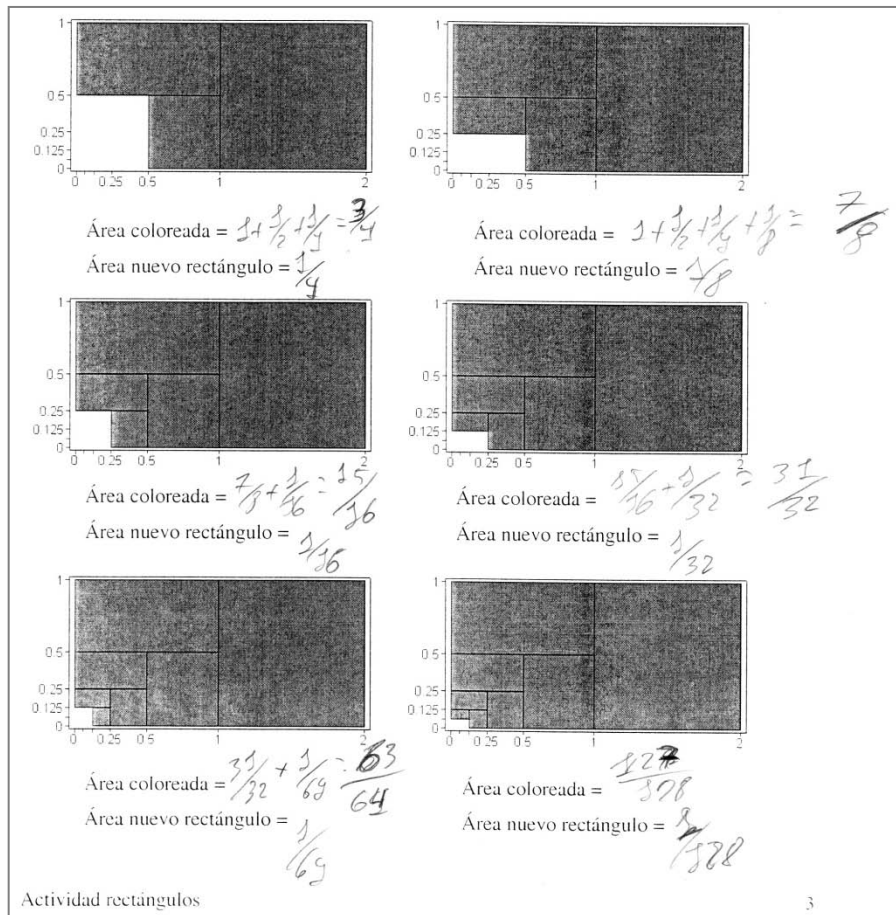 1
0.5
0.25
0.125
0
0 0.25 0.5 1 2
Área coloreada = 1+1/2+1/4=3/4
Área nuevo rectángulo = 1/4
1
0.5
0.25
0.125
0
0 0.25 0.5 1 2
Área coloreada = 1+1/2+1/4+1/8= 7/8
Área nuevo rectángulo = 1/8
1
0.5
0.25
0.125
0
0 0.25 0.5 1 2
Área coloreada = 7/8+1/16=15/16
Área nuevo rectángulo = 1/16
1
0.5
0.25
0.125
0
0 0.25 0.5 1 2
Área coloreada = 15/16+1/32=31/32
Área nuevo rectángulo = 1/32
1
0.5
0.25
0.125
0
0 0.25 0.5 1 2
Área coloreada = 31/32+1/64=63/64
Área nuevo rectángulo = 1/64
1
0.5
0.25
0.125
0
0 0.25 0.5 1 2
Área coloreada = 127/128
Área nuevo rectángulo = 1/128
Actividad rectángulos 3